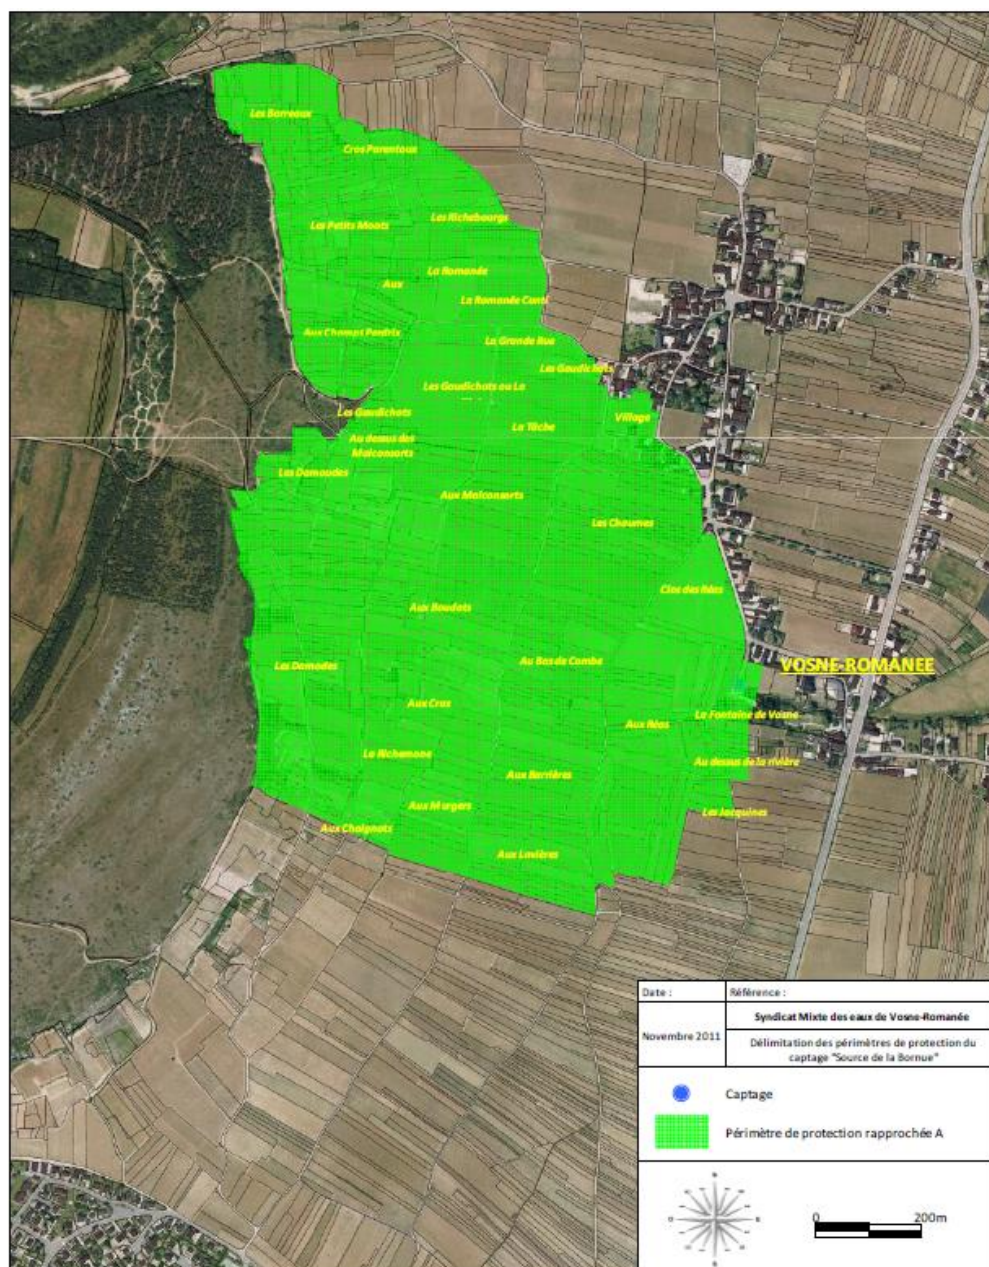 Les Barreaux
Cros Parantoux
Les Richebourgs
Les Petits Monts
La Romanée
Aux
La Romanée Conti
Aux Champs Perdrix
La Grande Rue
Les Gaudichots
Les Gaudichots ou La
Les Gaudichots
Village
La Tâche
Au dessus des
Malconsorts
Les Damaudes
Aux Malconsorts
Les Chaumes
Clos des Réas
Aux Boudots
Au Bas de Combe
VOSNE-ROMANEE
Les Damodes
Aux Cras
La Fontaine de Vosne
Aux Réas
La Richemone
Au dessus de la rivière
Aux Barrières
Aux Murgers
Les Jacquines
Aux Chaignots
Aux Lavières
Date :
Référence :
Novembre 2011
Syndicat Mixte des eaux de Vosne-Romanée
Délimitation des périmètres de protection du
captage "Source de la Bornue"
Captage
Périmètre de protection rapprochée A
0 200m